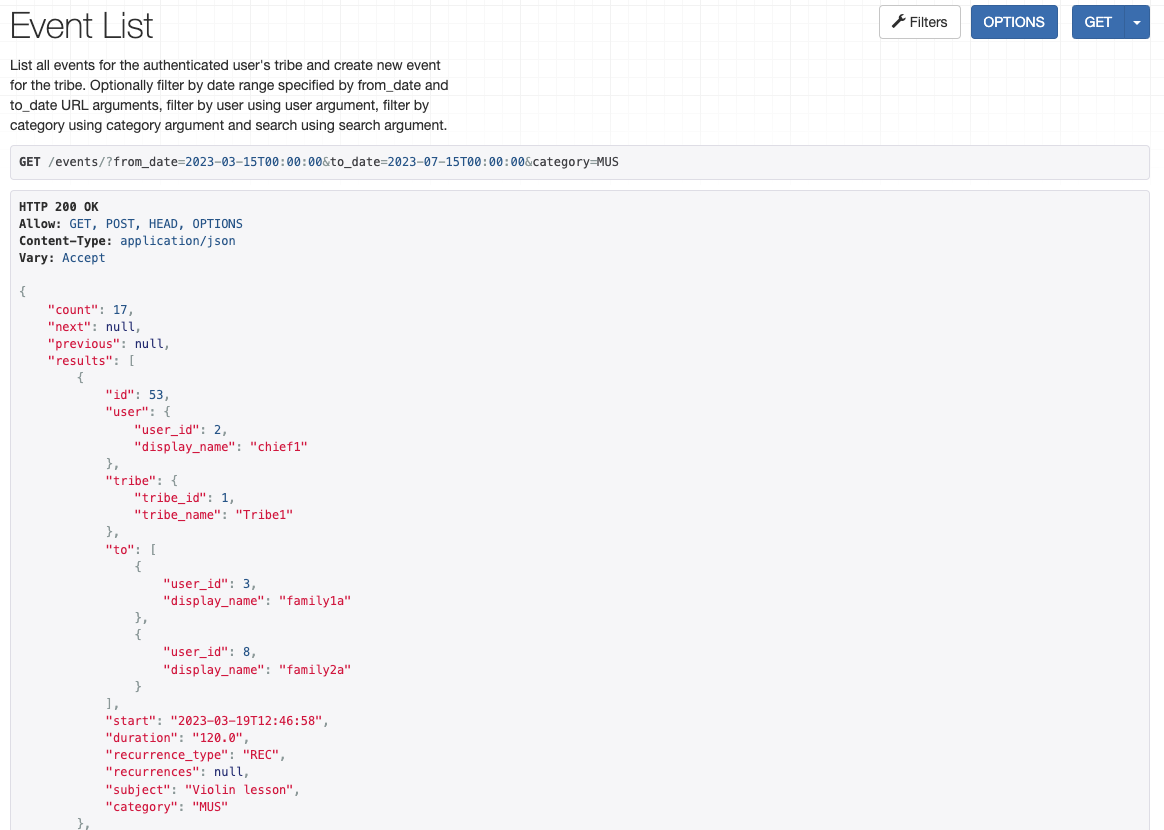 Event List
Filters
OPTIONS
GET
List all events for the authenticated user's tribe and create new event
for the tribe. Optionally filter by date range specified by from_date and
to_date URL arguments, filter by user using user argument, filter by
category using category argument and search using search argument.
GET /events/?from_date=2023-03-15T00:00:00&to_date=2023-07-15T00:00:00&category=MUS
HTTP 200 OK
Allow: GET, POST, HEAD, OPTIONS
Content-Type: application/json
Vary: Accept
{
    "count": 17,
    "next": null,
    "previous": null,
    "results": [
        {
            "id": 53,
            "user": {
                "user_id": 2,
                "display_name": "chief1"
            },
            "tribe": {
                "tribe_id": 1,
                "tribe_name": "Tribe1"
            },
            "to": [
                {
                    "user_id": 3,
                    "display_name": "family1a"
                },
                {
                    "user_id": 8,
                    "display_name": "family2a"
                }
            ],
            "start": "2023-03-19T12:46:58",
            "duration": "120.0",
            "recurrence_type": "REC",
            "recurrences": null,
            "subject": "Violin lesson",
            "category": "MUS"
        },